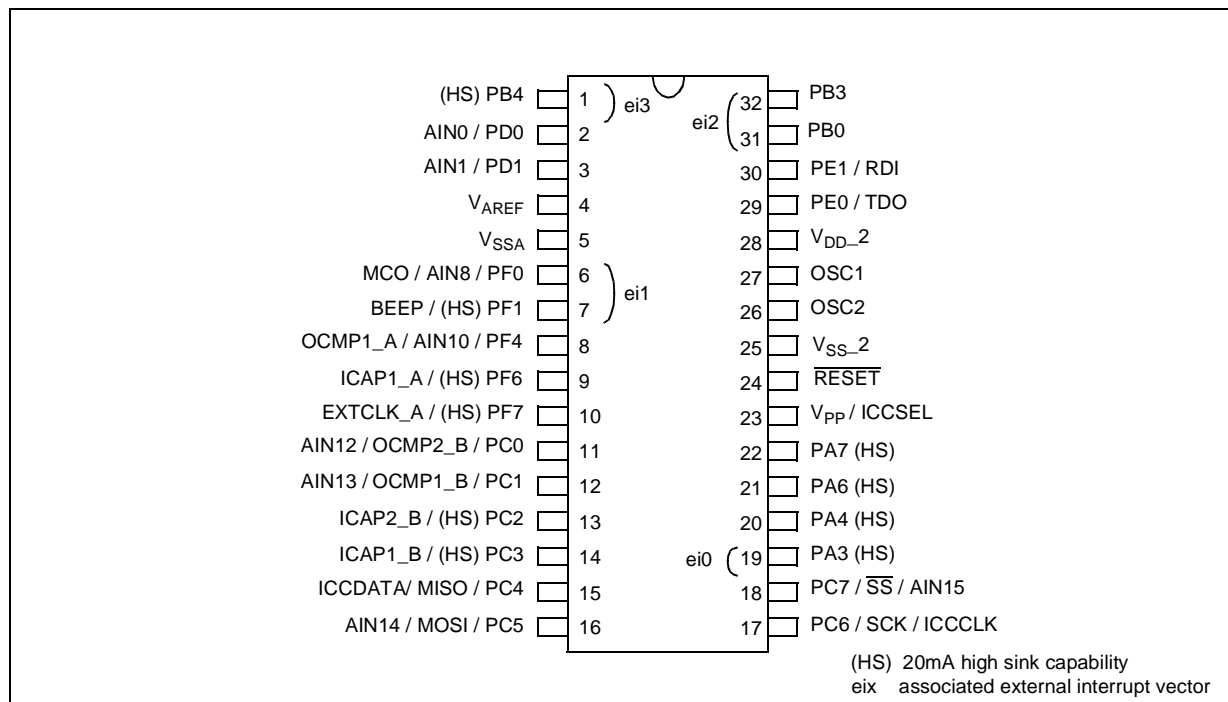 (HS) PB4 1 ei3 ei2 32 PB3
AIN0 / PD0 2 31 PB0
AIN1 / PD1 3 30 PE1 / RDI
VAREF 4 29 PE0 / TDO
VSSA 5 28 VDD_2
MCO / AIN8 / PF0 6 27 OSC1
ei1
BEEP / (HS) PF1 7 26 OSC2
OCMP1_A / AIN10 / PF4 8 25 VSS_2
ICAP1_A / (HS) PF6 9 24 RESET
EXTCLK_A / (HS) PF7 10 23 VPP / ICCSEL
AIN12 / OCMP2_B / PC0 11 22 PA7 (HS)
AIN13 / OCMP1_B / PC1 12 21 PA6 (HS)
ICAP2_B / (HS) PC2 13 20 PA4 (HS)
ICAP1_B / (HS) PC3 14 ei0 19 PA3 (HS)
ICCDATA/ MISO / PC4 15 18 PC7 / SS / AIN15
AIN14 / MOSI / PC5 16 17 PC6 / SCK / ICCCLK
(HS) 20mA high sink capability
eix associated external interrupt vector